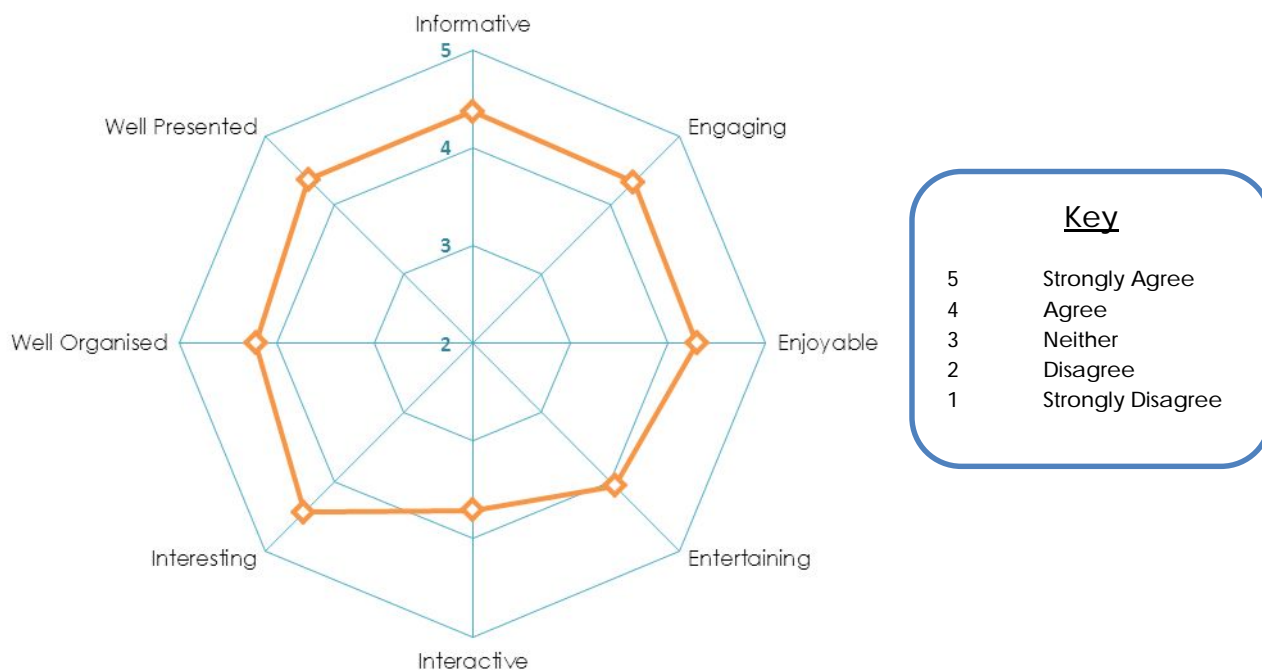 Informative
5
Well Presented
Engaging
4
3
Well Organised
2
Enjoyable
Interesting
Entertaining
Interactive
Key
5 Strongly Agree
4 Agree
3 Neither
2 Disagree
1 Strongly Disagree